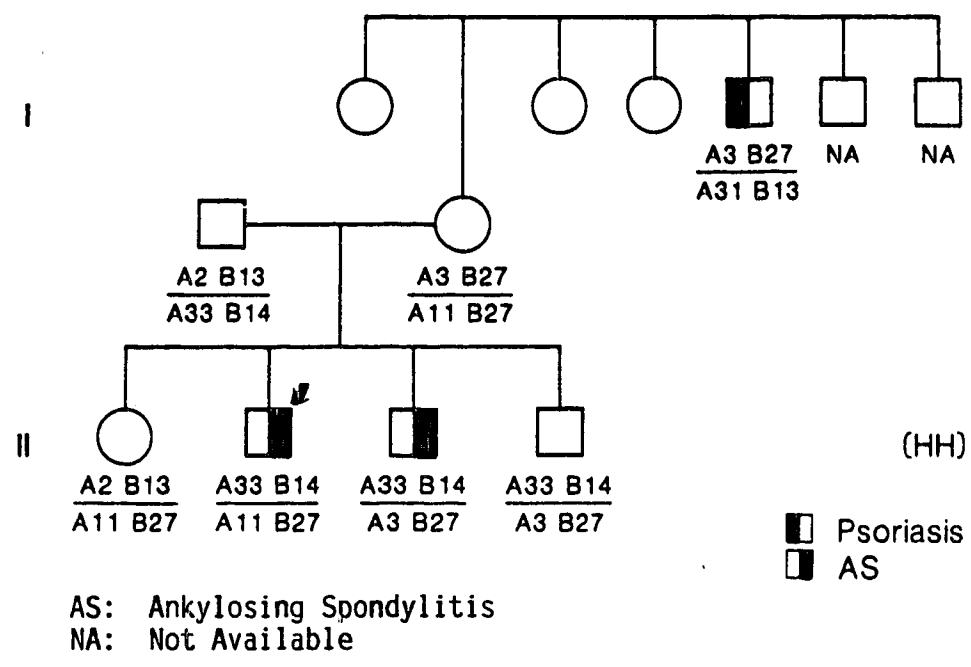 I
A3 B27 NA NA
A31 B13
A2 B13 A3 B27
A33 B14 A11 B27
II (HH)
A2 B13 A33 B14 A33 B14 A33 B14
A11 B27 A11 B27 A3 B27 A3 B27
Psoriasis
AS
AS: Ankylosing Spondylitis
NA: Not Available